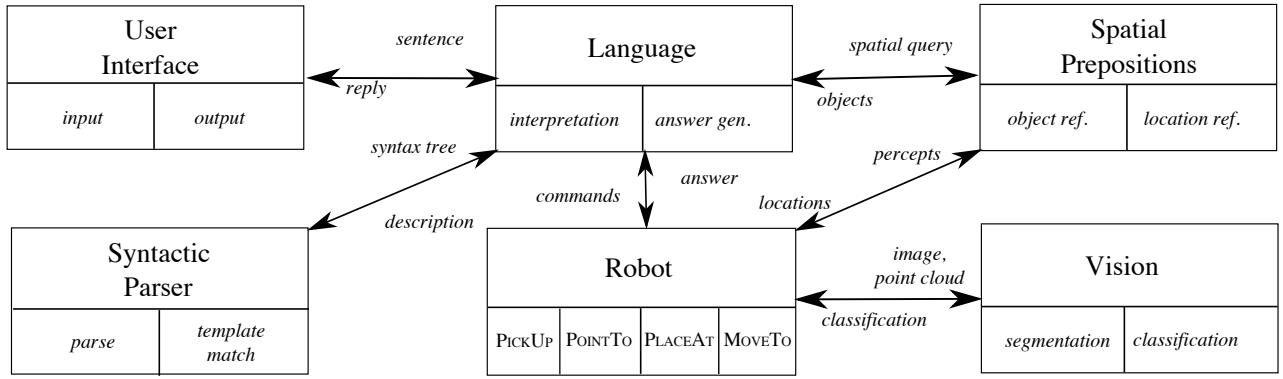 User
Interface
input
output
sentence
reply
Language
interpretation
answer gen.
spatial query
objects
Spatial
Prepositions
object ref.
location ref.
syntax tree
description
commands
answer
percepts
locations
Syntactic
Parser
parse
template
match
Robot
PICKUP
POINTTO
PLACEAT
MOVETO
image,
point cloud
classification
Vision
segmentation
classification